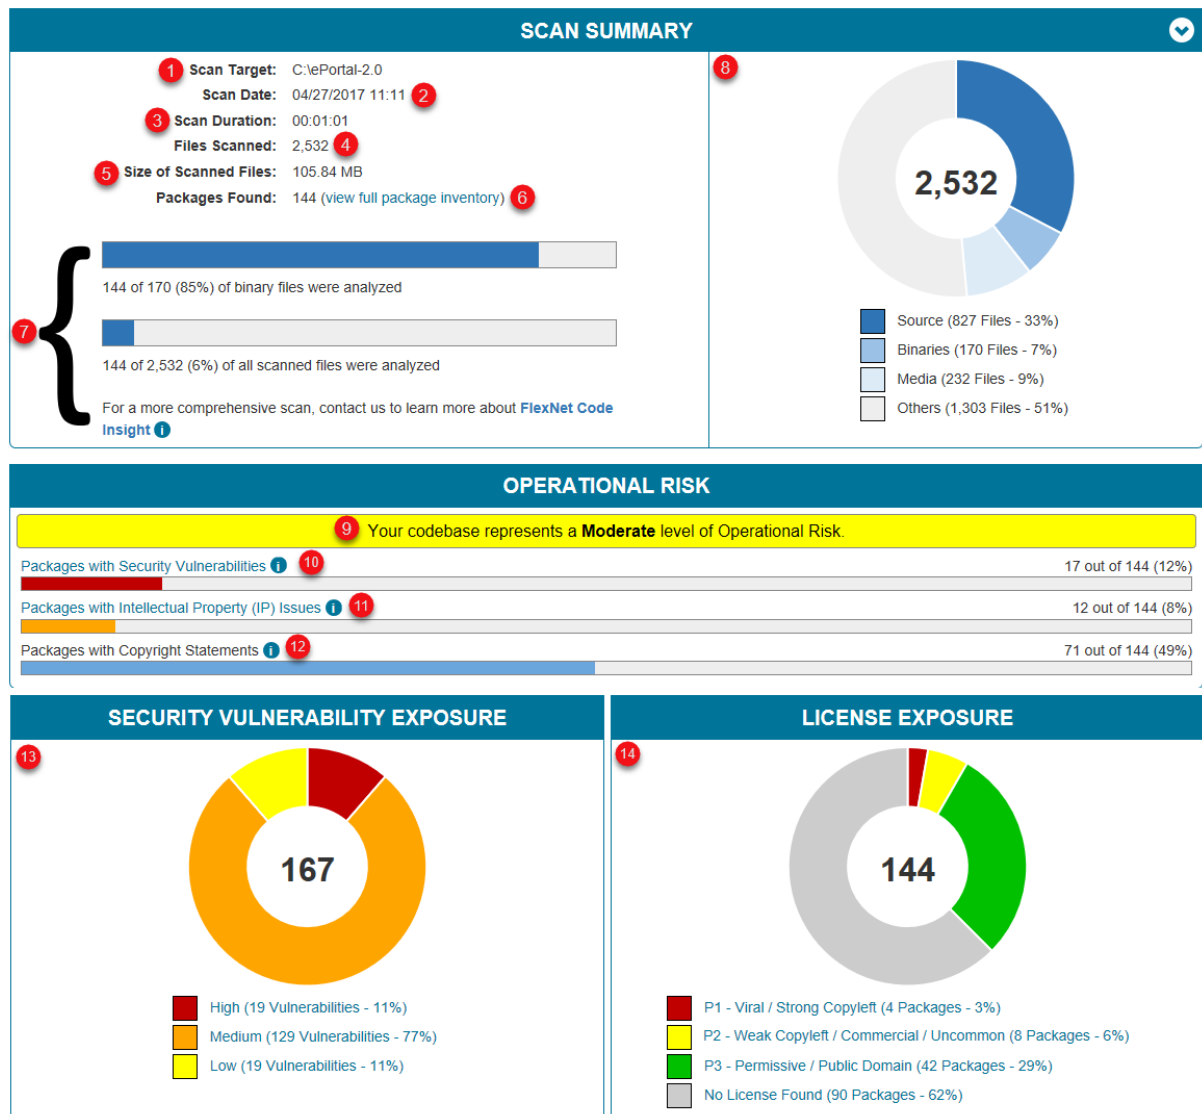 SCAN SUMMARY
1 Scan Target: C:\ePortal-2.0
Scan Date: 04/27/2017 11:11 2
3 Scan Duration: 00:01:01
Files Scanned: 2,532 4
5 Size of Scanned Files: 105.84 MB
Packages Found: 144 (view full package inventory) 6
7
144 of 170 (85%) of binary files were analyzed
144 of 2,532 (6%) of all scanned files were analyzed
For a more comprehensive scan, contact us to learn more about FlexNet Code
Insight i
8
2,532
Source (827 Files - 33%)
Binaries (170 Files - 7%)
Media (232 Files - 9%)
Others (1,303 Files - 51%)
OPERATIONAL RISK
9 Your codebase represents a Moderate level of Operational Risk.
Packages with Security Vulnerabilities i 10 17 out of 144 (12%)
Packages with Intellectual Property (IP) Issues i 11 12 out of 144 (8%)
Packages with Copyright Statements i 12 71 out of 144 (49%)
SECURITY VULNERABILITY EXPOSURE
13
167
High (19 Vulnerabilities - 11%)
Medium (129 Vulnerabilities - 77%)
Low (19 Vulnerabilities - 11%)
LICENSE EXPOSURE
14
144
P1 - Viral / Strong Copyleft (4 Packages - 3%)
P2 - Weak Copyleft / Commercial / Uncommon (8 Packages - 6%)
P3 - Permissive / Public Domain (42 Packages - 29%)
No License Found (90 Packages - 62%)